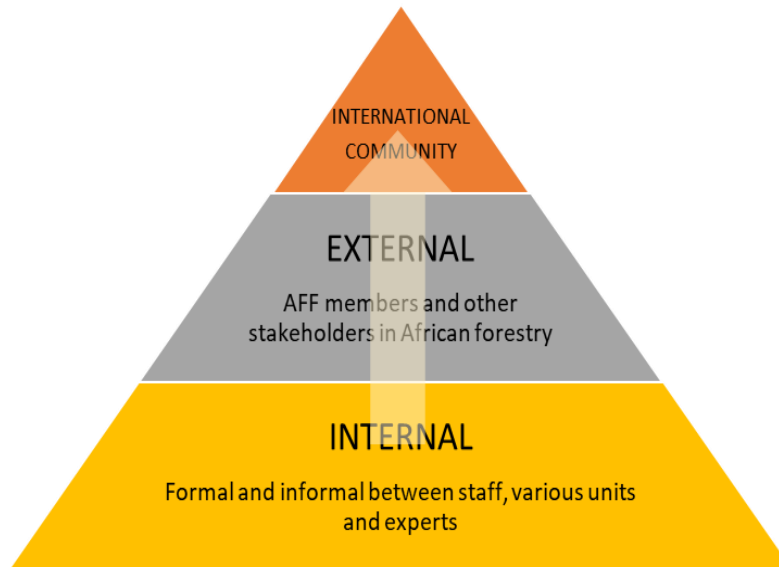 INTERNATIONAL
COMMUNITY
EXTERNAL
AFF members and other
stakeholders in African forestry
INTERNAL
Formal and informal between staff, various units
and experts